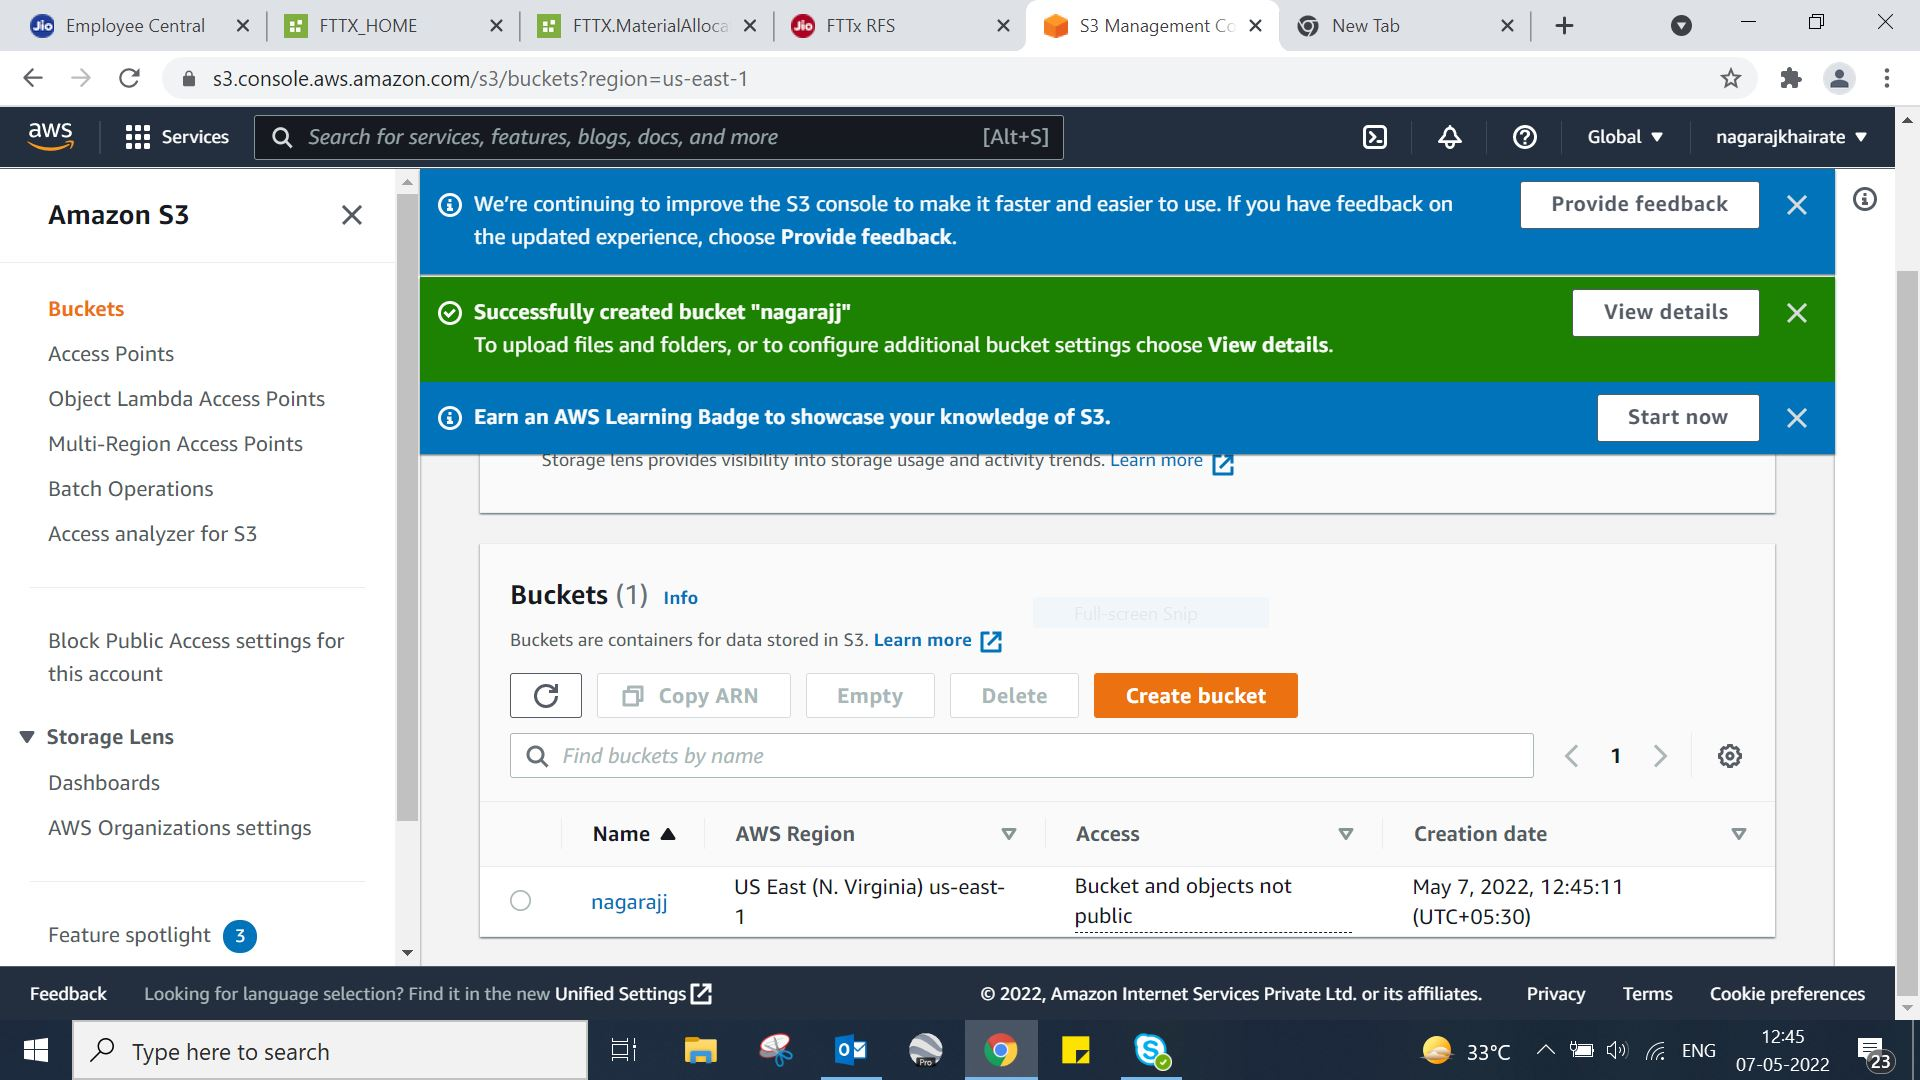 Employee Central
FTTX_HOME
FTTX.MaterialAlloca
FTTx RFS
S3 Management Co
New Tab
s3.console.aws.amazon.com/s3/buckets?region=us-east-1
aws
Services
Search for services, features, blogs, docs, and more
[Alt+S]
Global
nagarajkhairate
Amazon S3
Buckets
Access Points
Object Lambda Access Points
Multi-Region Access Points
Batch Operations
Access analyzer for S3
Block Public Access settings for
this account
Storage Lens
Dashboards
AWS Organizations settings
Feature spotlight 3
We're continuing to improve the S3 console to make it faster and easier to use. If you have feedback on
the updated experience, choose Provide feedback.
Provide feedback
Successfully created bucket "nagarajj"
To upload files and folders, or to configure additional bucket settings choose View details.
View details
Earn an AWS Learning Badge to showcase your knowledge of S3.
Start now
Storage lens provides visibility into storage usage and activity trends. Learn more
Buckets (1) Info
Full-screen Snip
Buckets are containers for data stored in S3. Learn more
Copy ARN
Empty
Delete
Create bucket
Find buckets by name
1
Name
AWS Region
Access
Creation date
nagarajj
US East (N. Virginia) us-east-
1
Bucket and objects not
public
May 7, 2022, 12:45:11
(UTC+05:30)
Feedback
Looking for language selection? Find it in the new Unified Settings
© 2022, Amazon Internet Services Private Ltd. or its affiliates.
Privacy
Terms
Cookie preferences
Type here to search
Pro
33°C
ENG
12:45
07-05-2022
23